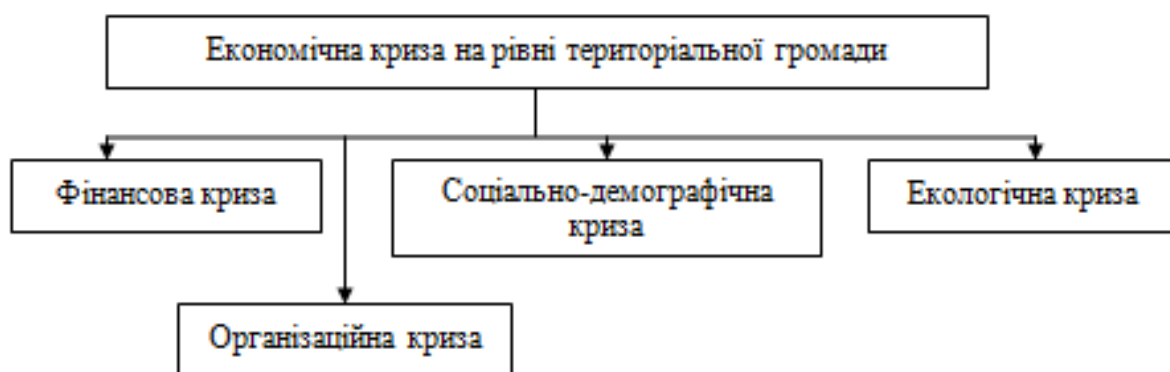 Економічна криза на рівні територіальної громади
Фінансова криза
Соціально-демографічна
криза
Екологічна криза
Організаційна криза